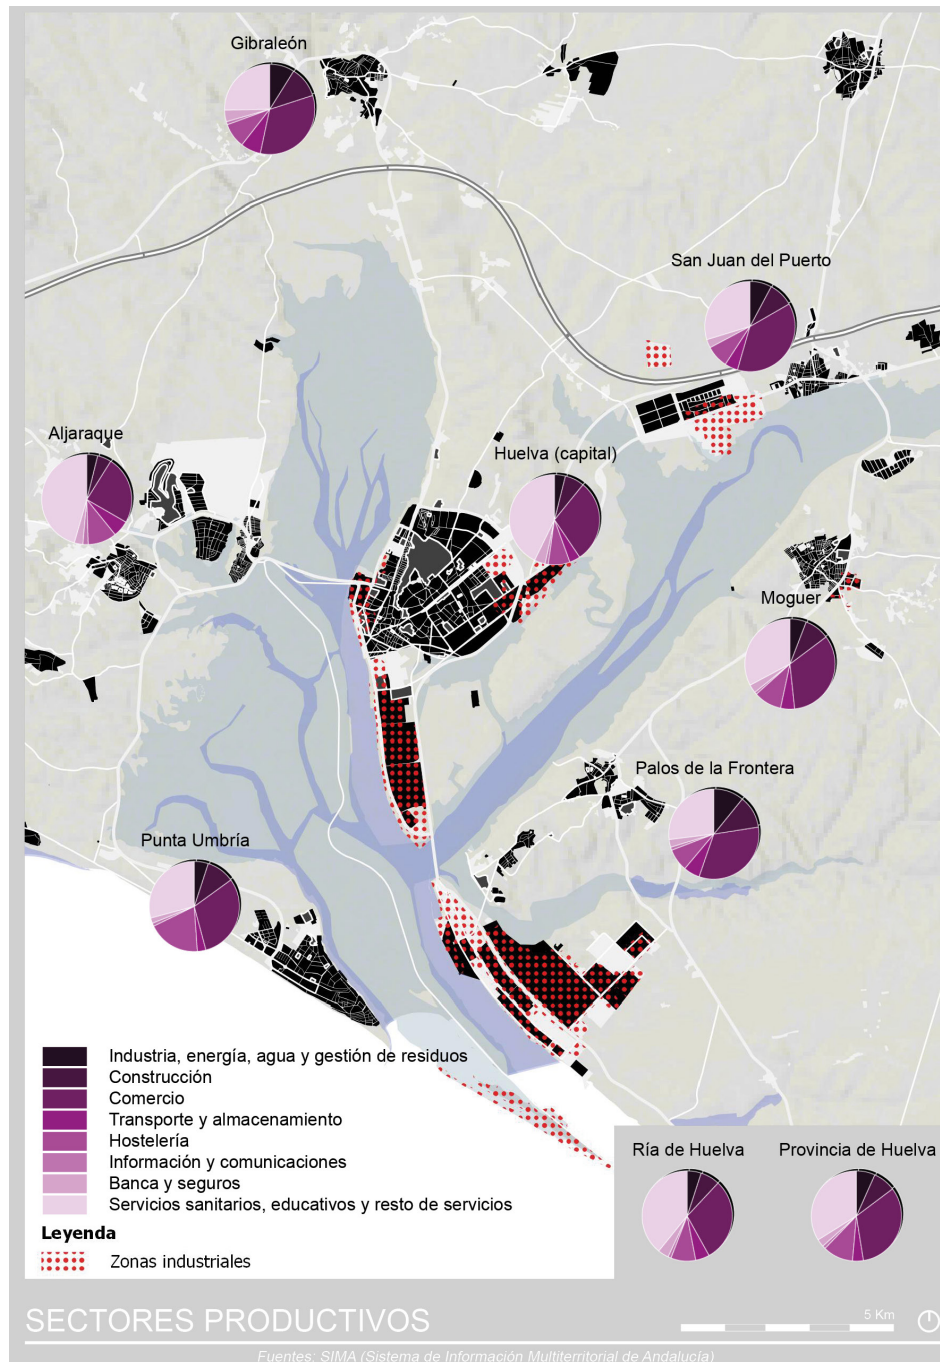 Gibraleón
San Juan del Puerto
Aljaraque
Huelva (capital)
Moguer
Palos de la Frontera
Punta Umbría
Industria, energía, agua y gestión de residuos
Construcción
Comercio
Transporte y almacenamiento
Hostelería
Información y comunicaciones
Banca y seguros
Servicios sanitarios, educativos y resto de servicios
Leyenda
Zonas industriales
Ría de Huelva
Provincia de Huelva
SECTORES PRODUCTIVOS
5 Km
Fuentes: SIMA (Sistema de Información Multiterritorial de Andalucía)